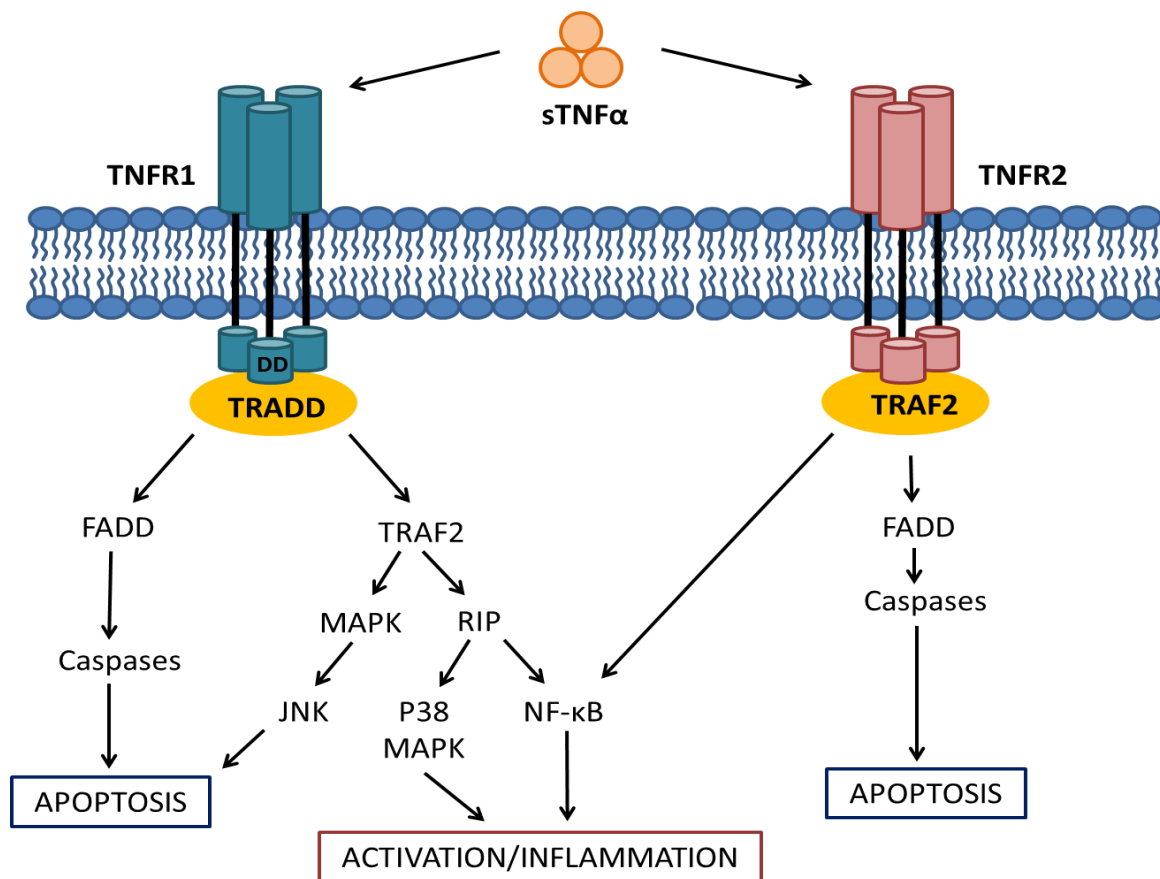 sTNFα
TNFR1
TNFR2
DD
TRADD
TRAF2
FADD
TRAF2
FADD
MAPK
RIP
Caspases
Caspases
JNK
P38
MAPK
NF-κB
APOPTOSIS
APOPTOSIS
ACTIVATION/INFLAMMATION